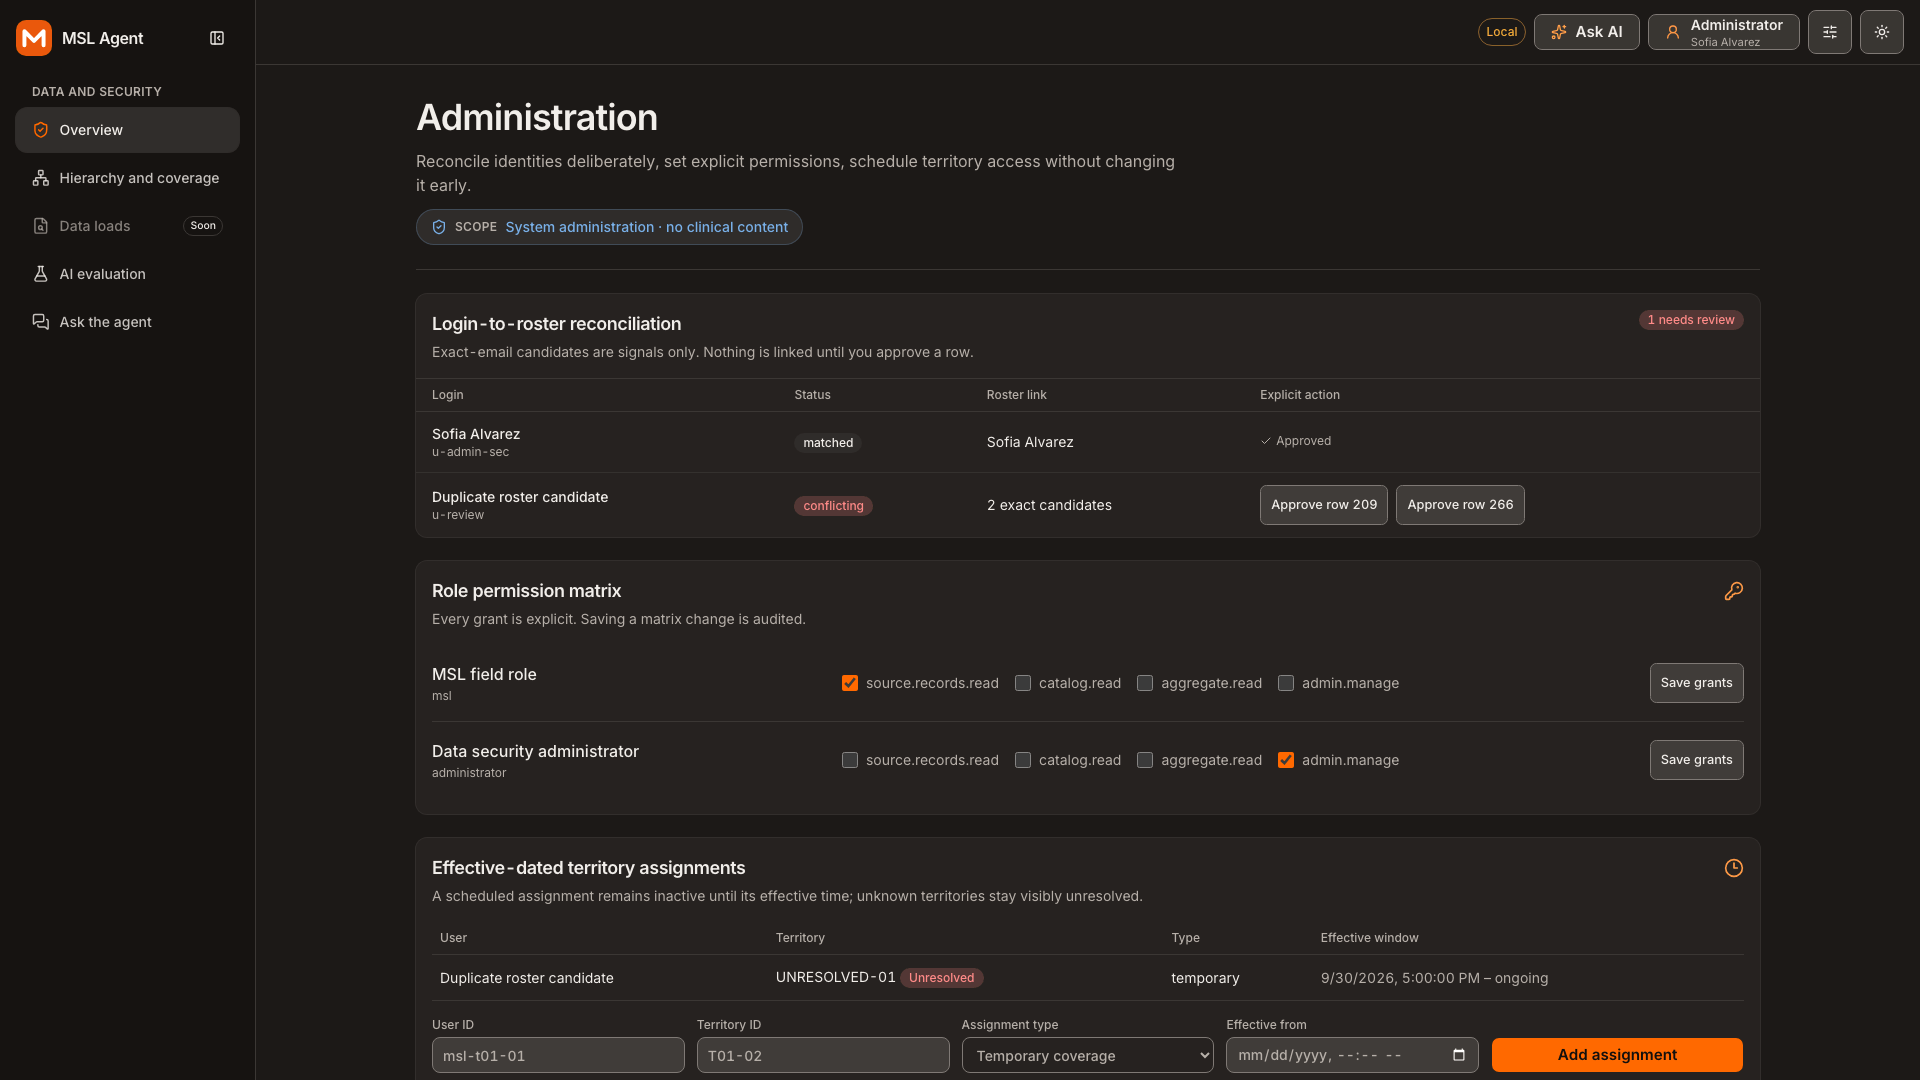 MSL Agent
DATA AND SECURITY
Overview
Hierarchy and coverage
Data loads
Soon
AI evaluation
Ask the agent
Local
Ask AI
Administrator
Sofia Alvarez
Administration
Reconcile identities deliberately, set explicit permissions, schedule territory access without changing
it early.
SCOPE System administration · no clinical content
Login-to-roster reconciliation
1 needs review
Exact-email candidates are signals only. Nothing is linked until you approve a row.
Login Status Roster link Explicit action
Sofia Alvarez
u-admin-sec
matched
Sofia Alvarez
Approved
Duplicate roster candidate
u-review
conflicting
2 exact candidates
Approve row 209
Approve row 266
Role permission matrix
Every grant is explicit. Saving a matrix change is audited.
MSL field role
msl
source.records.read catalog.read aggregate.read admin.manage
Save grants
Data security administrator
administrator
source.records.read catalog.read aggregate.read admin.manage
Save grants
Effective-dated territory assignments
A scheduled assignment remains inactive until its effective time; unknown territories stay visibly unresolved.
User Territory Type Effective window
Duplicate roster candidate UNRESOLVED-01 Unresolved temporary 9/30/2026, 5:00:00 PM – ongoing
User ID Territory ID Assignment type Effective from
msl-t01-01 T01-02 Temporary coverage mm/dd/yyyy, --:-- -- Add assignment